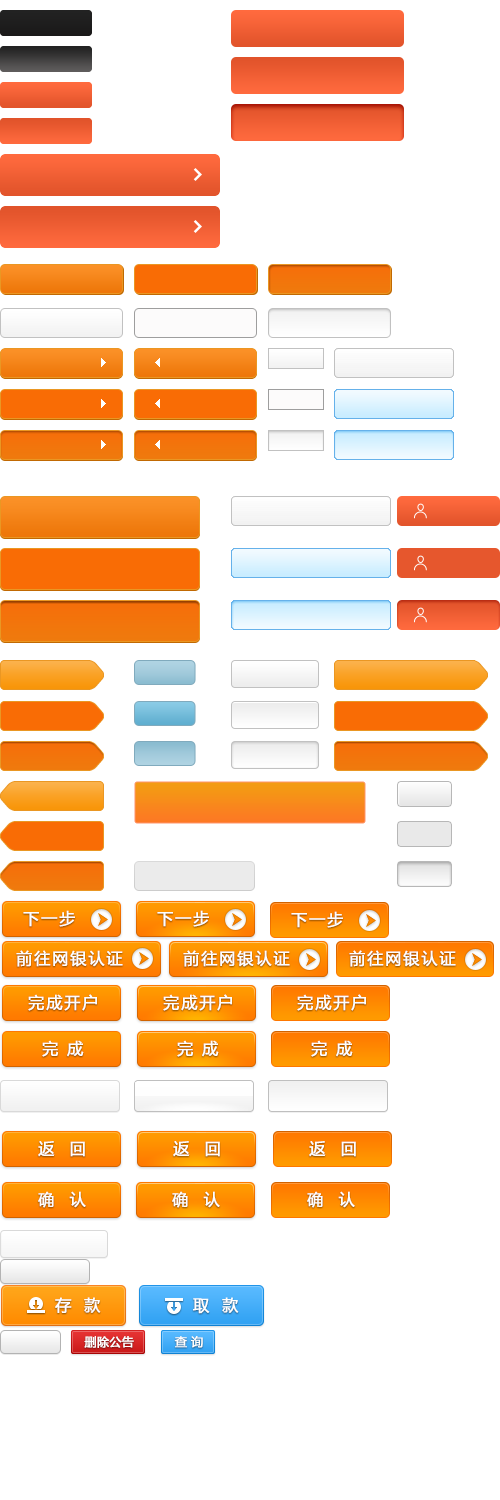 下一步 下一步 下一步
前往网银认证 前往网银认证 前往网银认证
完成开户 完成开户 完成开户
完 成 完 成 完 成
返 回 返 回 返 回
确 认 确 认 确 认
存 款 取 款
删除公告 查 询